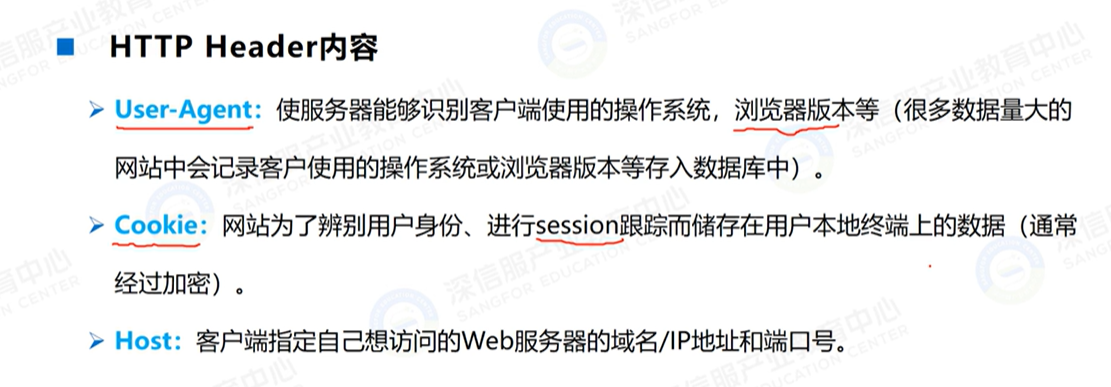 HTTP Header内容
User-Agent：使服务器能够识别客户端使用的操作系统，浏览器版本等（很多数据量大的
网站中会记录客户使用的操作系统或浏览器版本等存入数据库中）。
Cookie：网站为了辨别用户身份、进行session跟踪而储存在用户本地终端上的数据（通常
经过加密）。
Host：客户端指定自己想访问的Web服务器的域名/IP地址和端口号。
深信服产业教育中心
SANGFOR EDUCATION CENTER